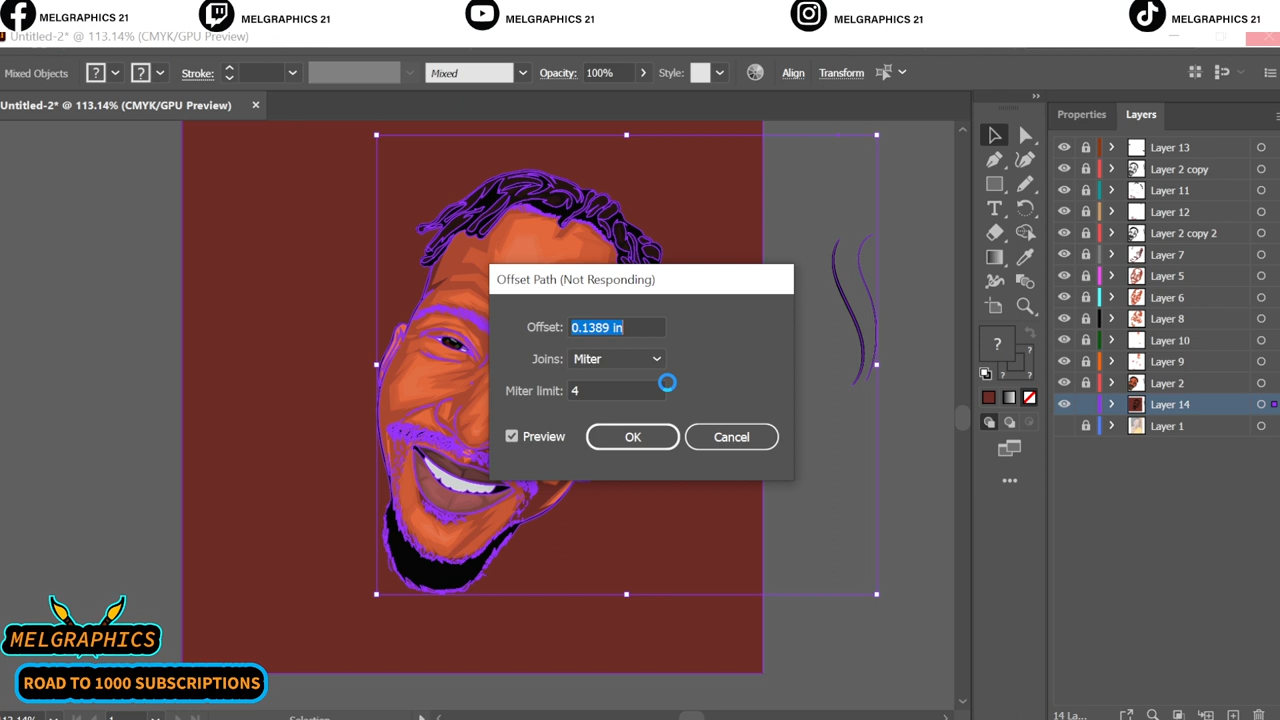 MELGRAPHICS 21
MELGRAPHICS 21
MELGRAPHICS 21
MELGRAPHICS 21
MELGRAPHICS 21
Untitled-2* @ 113.14% (CMYK/GPU Preview)
Mixed Objects
?
?
Stroke:
Mixed
Opacity:
100%
Style:
Align
Transform
Untitled-2* @ 113.14% (CMYK/GPU Preview)
Properties
Layers
Layer 13
Layer 2 copy
Layer 11
Layer 12
Layer 2 copy 2
Layer 7
Layer 5
Layer 6
Layer 8
Layer 10
Layer 9
Layer 2
Layer 14
Layer 1
?
?
? ?
Offset Path (Not Responding)
Offset: 0.1389 in
Joins: Miter
Miter limit: 4
Preview
OK
Cancel
MELGRAPHICS
ROAD TO 1000 SUBSCRIPTIONS
14 La...